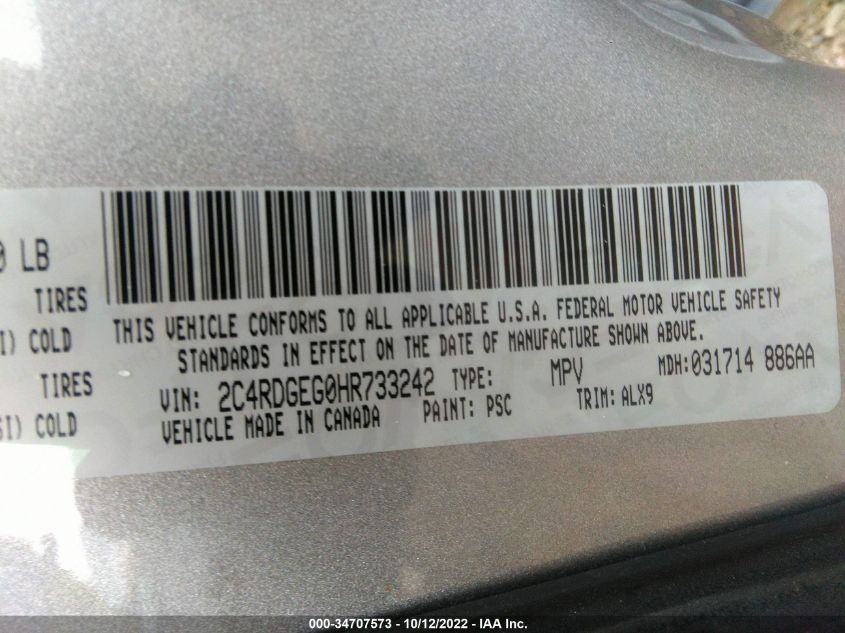 0 LB
TIRES
I) COLD
TIRES
SI) COLD
THIS VEHICLE CONFORMS TO ALL APPLICABLE U.S.A. FEDERAL MOTOR VEHICLE SAFETY
STANDARDS IN EFFECT ON THE DATE OF MANUFACTURE SHOWN ABOVE.
VIN: 2C4RDGEG0HR733242 TYPE: MPV MDH:031714 886AA
VEHICLE MADE IN CANADA PAINT: PSC TRIM: ALX9
000-34707573 - 10/12/2022 - IAA Inc.